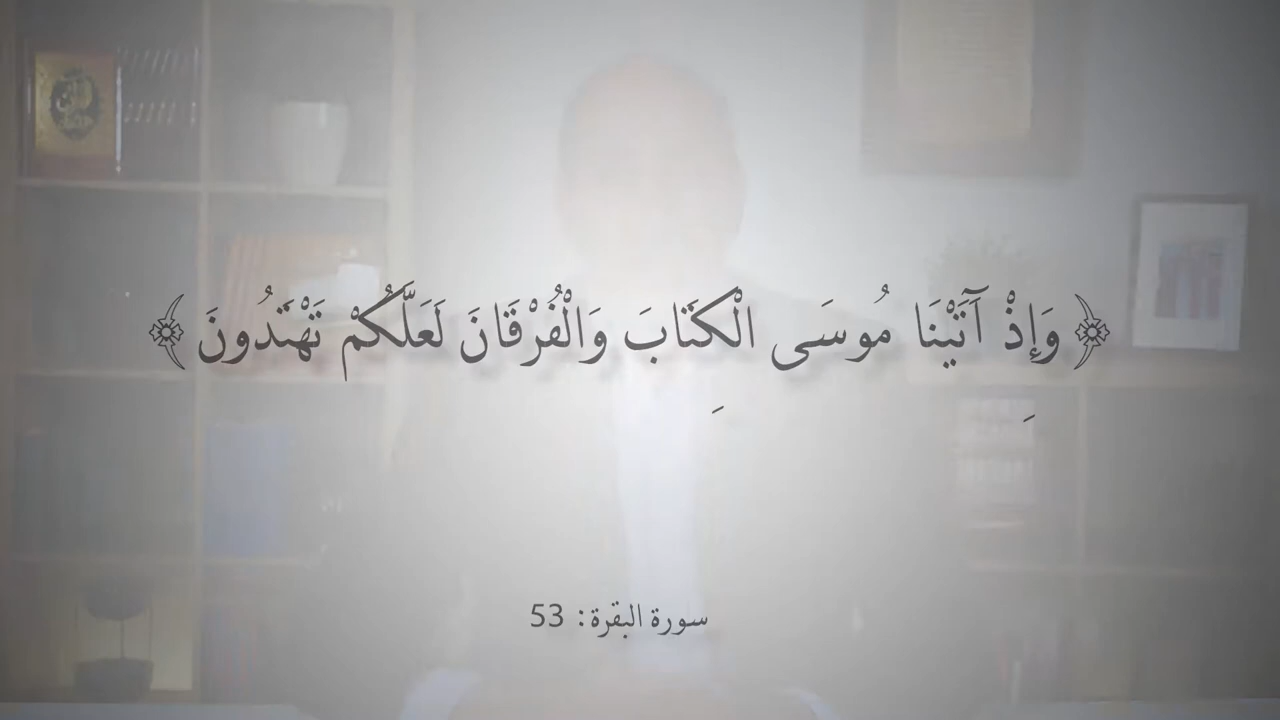 ﴿ وَإِذْ آتَيْنَا مُوسَى الْكِتَابَ وَالْفُرْقَانَ لَعَلَّكُمْ تَهْتَدُونَ ﴾
سورة البقرة: 53